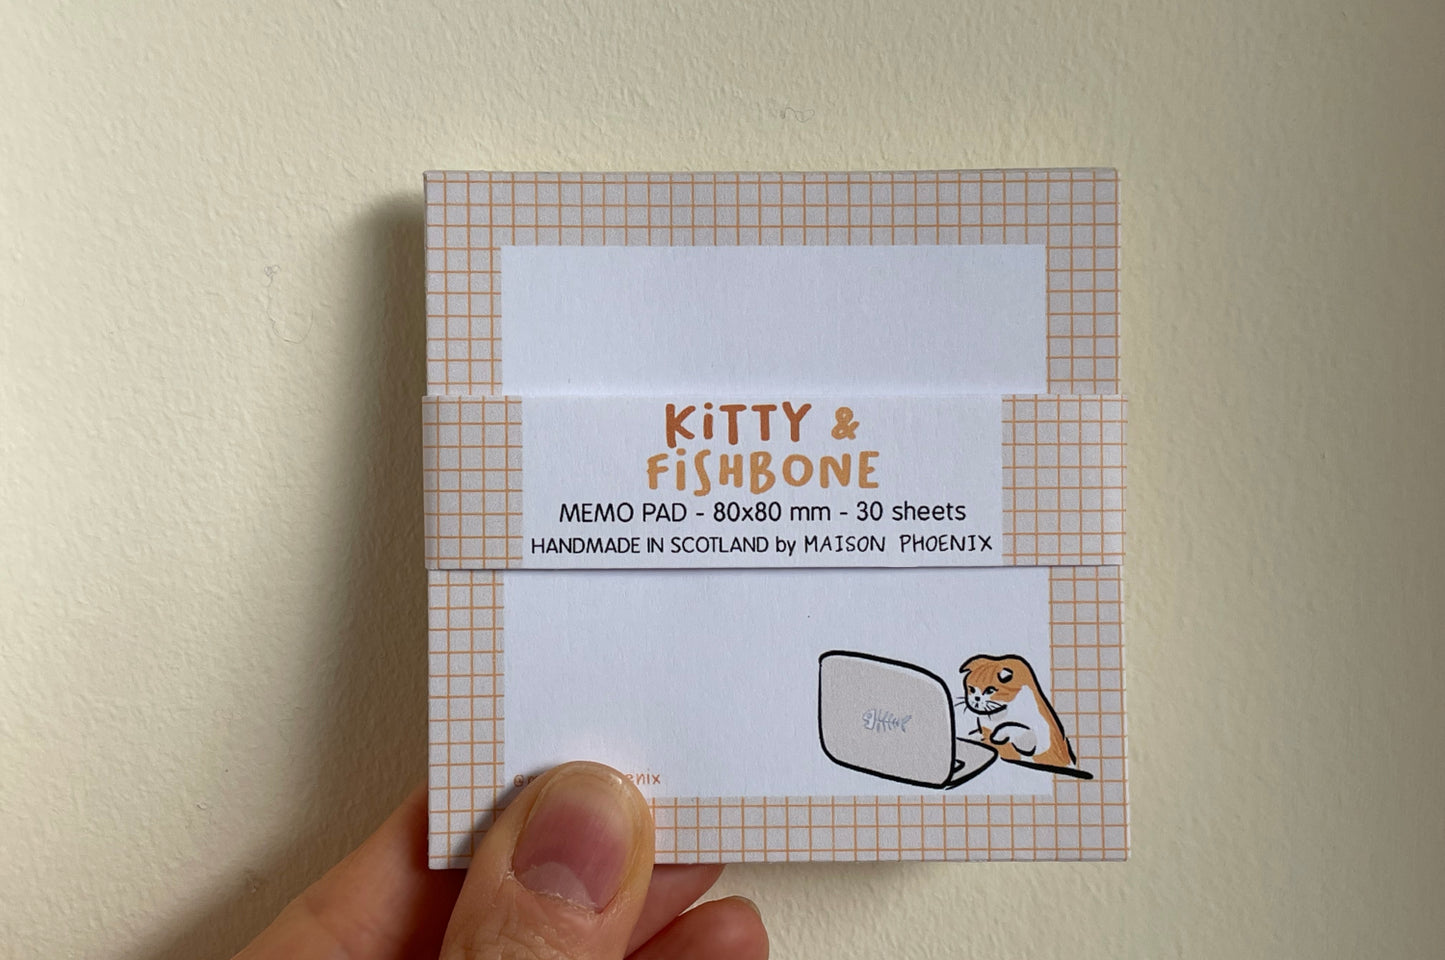 KiTTY &
FiSHBONE
MEMO PAD - 80x80 mm - 30 sheets
HANDMADE IN SCOTLAND by MAISON PHOENIX